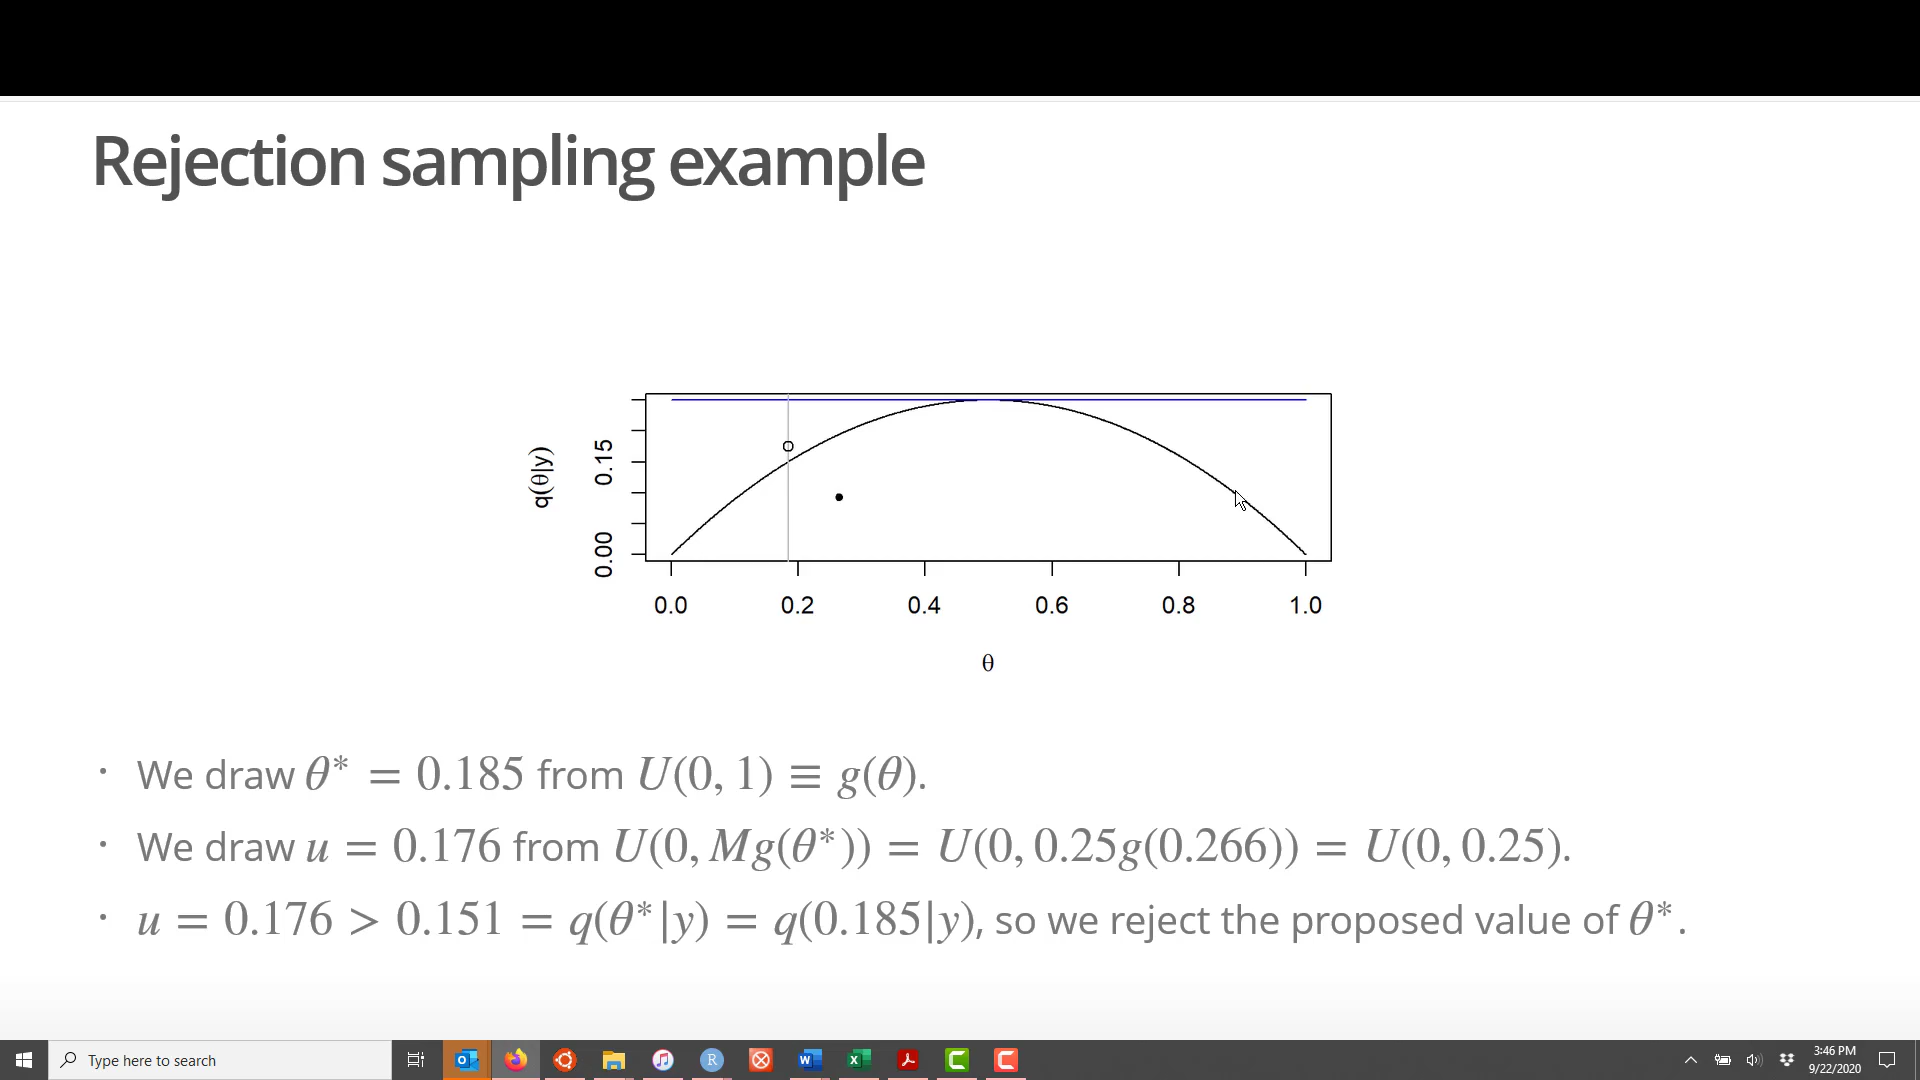 Rejection sampling example
q(θ|y)
0.00 0.15
0.0 0.2 0.4 0.6 0.8 1.0
θ
· We draw θ* = 0.185 from U(0, 1) ≡ g(θ).
· We draw u = 0.176 from U(0, Mg(θ*)) = U(0, 0.25g(0.266)) = U(0, 0.25).
· u = 0.176 > 0.151 = q(θ*|y) = q(0.185|y), so we reject the proposed value of θ*.
Type here to search
3:46 PM
9/22/2020